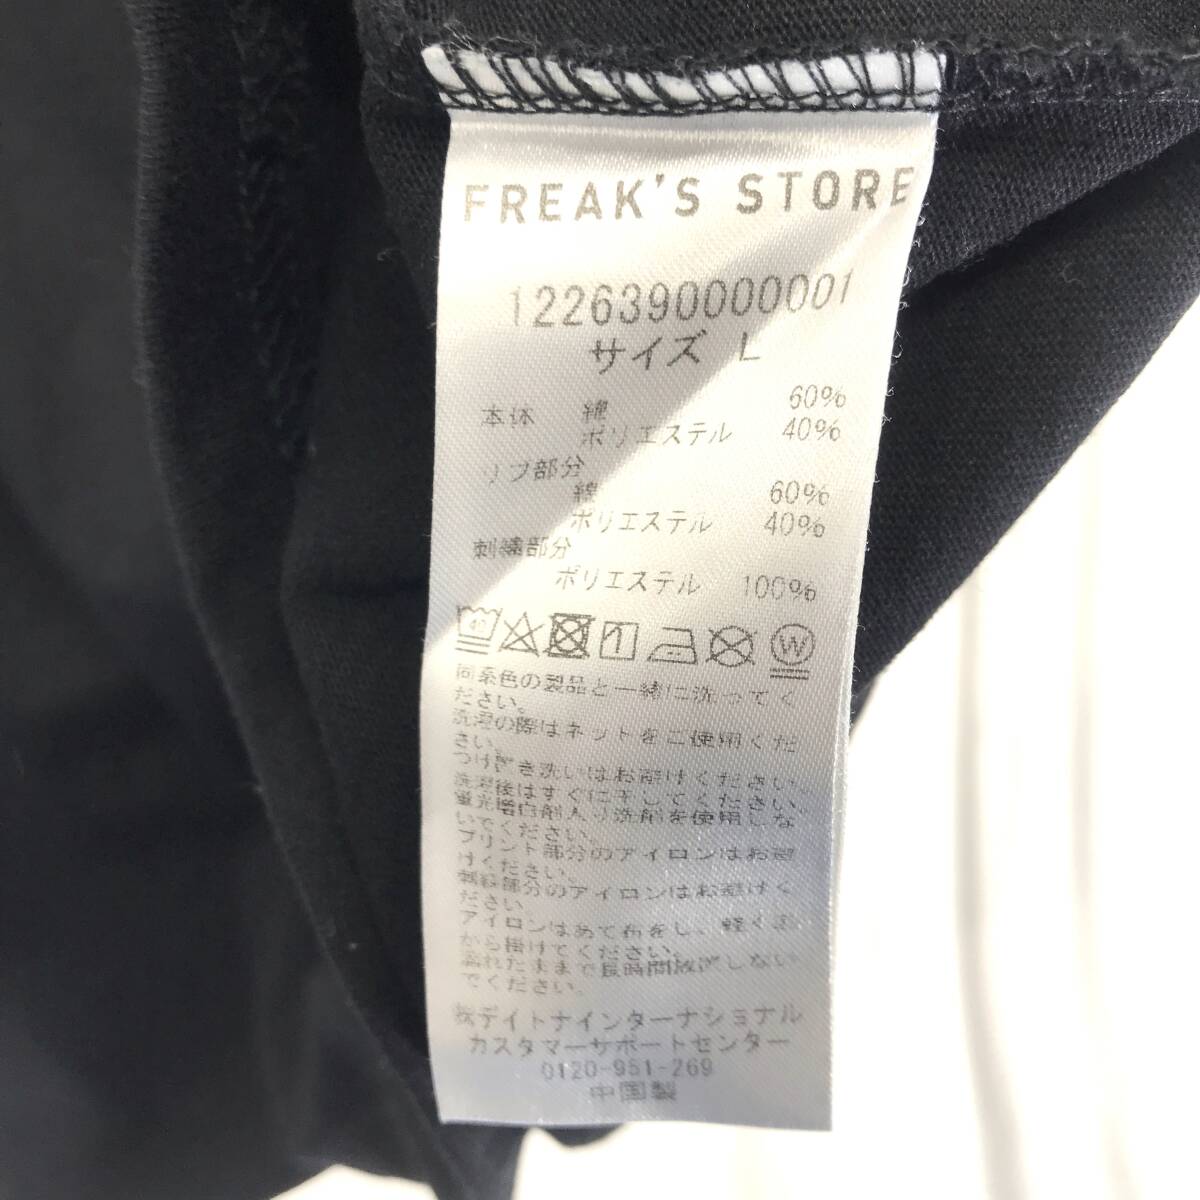 FREAK'S STORE
1226390000001
サイズ L
本体 綿 60%
ポリエステル 40%
リブ部分
綿 60%
ポリエステル 40%
刺繍部分
ポリエステル 100%
40 W
同系色の製品と一緒に洗ってく
ださい。
洗濯の際はネットをご使用くだ
さい。
つけ置き洗いはお避けください。
洗濯後はすぐに干してください。
蛍光増白剤入り洗剤を使用しな
いでください。
プリント部分のアイロンはお避
けください。
刺繍部分のアイロンはお避けく
ださい。
アイロンはあて布をし、軽く上
から掛けてください。
濡れたままで長時間放置しない
でください。
㈱デイトナインターナショナル
カスタマーサポートセンター
0120-951-269
中国製